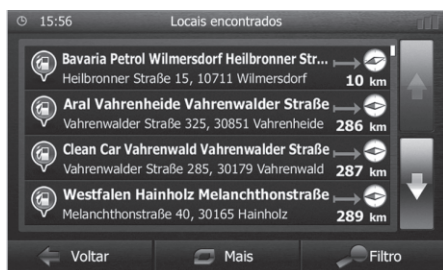 15:56 Locais encontrados
Bavaria Petrol Wilmersdorf Heilbronner Str...
Heilbronner Straße 15, 10711 Wilmersdorf 10 km
Aral Vahrenheide Vahrenwalder Straße
Vahrenwalder Straße 325, 30851 Vahrenheide 286 km
Clean Car Vahrenwald Vahrenwalder Straße
Vahrenwalder Straße 285, 30179 Vahrenwald 287 km
Westfalen Hainholz Melanchthonstraße
Melanchthonstraße 40, 30165 Hainholz 289 km
Voltar Mais Filtro